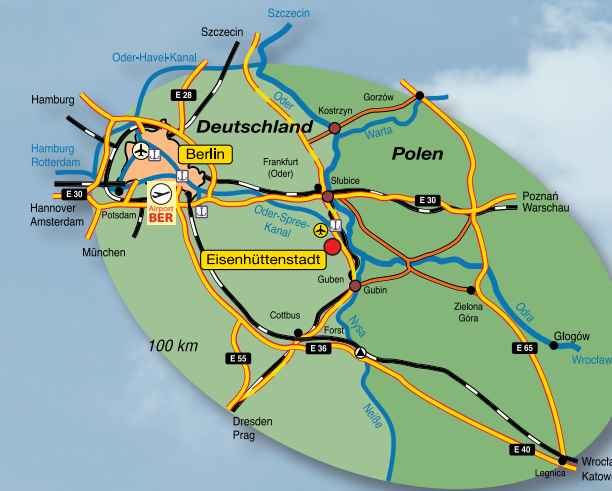 Szczecin
Szczecin
Oder-Havel-Kanal
E 28
Oder
Gorzów
Hamburg
Kostrzyn
Deutschland
Warta
Hamburg
Rotterdam
Berlin
Polen
Frankfurt
(Oder)
Słubice
E 30
E 30
Poznań
Warschau
Hannover
Amsterdam
Potsdam
Airport
BER
Oder-Spree-
Kanal
München
Eisenhüttenstadt
Guben
Gubin
Odra
Zielona
Góra
Cottbus
Nysa
Forst
Głogów
100 km
E 36
E 65
Wrocław
E 55
Neiße
Dresden
Prag
E 40
Legnica
Wrocła
Katowi